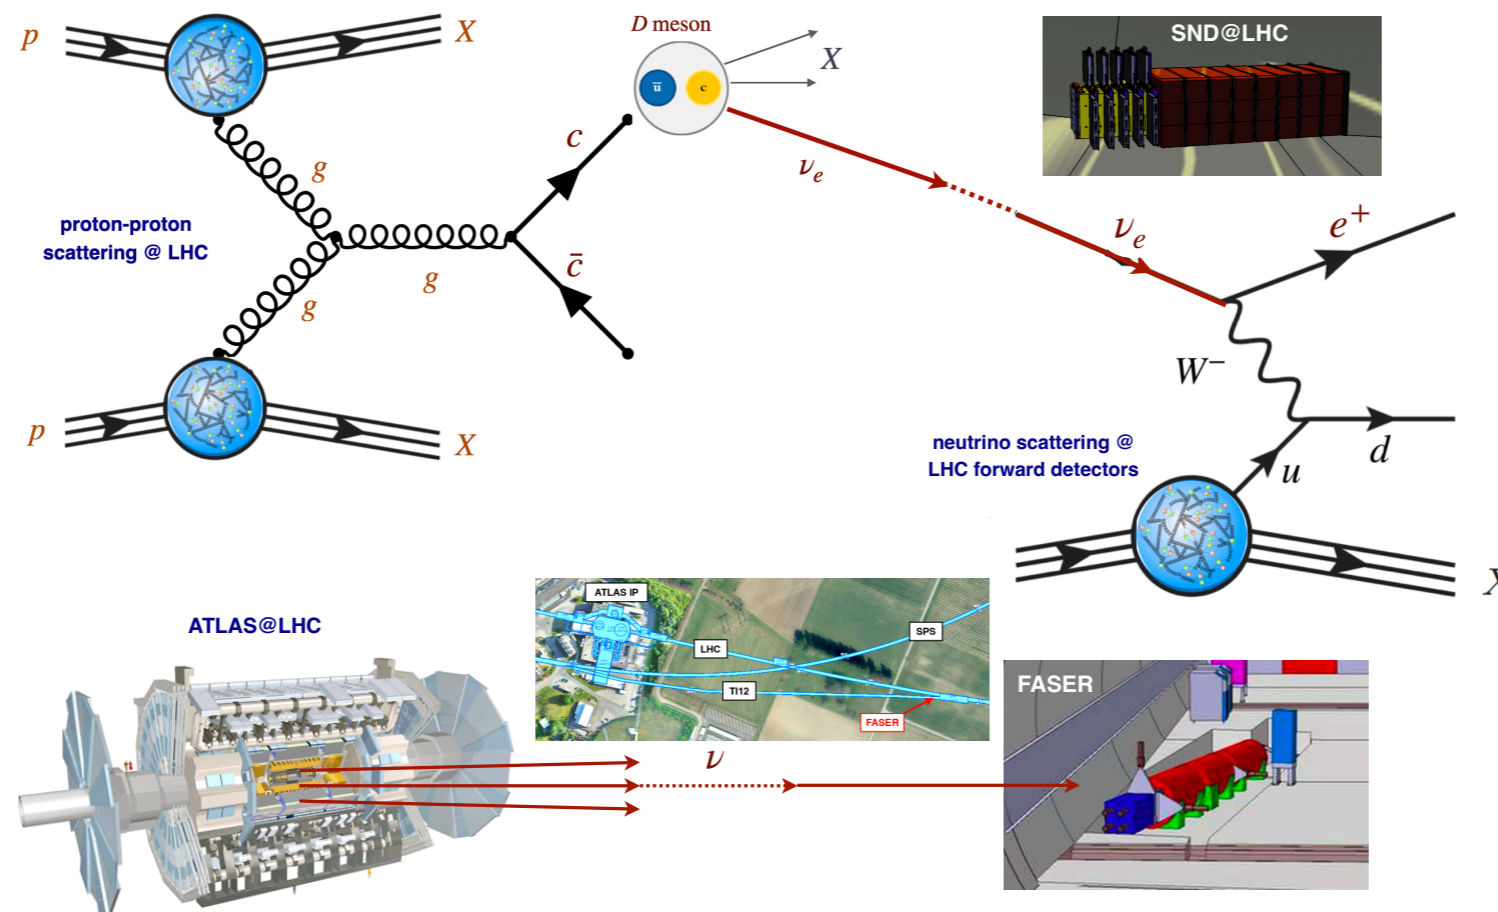 p
X
D meson
ū
c
X
SND@LHC
g
c
ν_e
proton-proton
scattering @ LHC
ν_e
e⁺
g
c̄
g
W⁻
p
X
neutrino scattering @
LHC forward detectors
u
d
X
ATLAS IP
ATLAS@LHC
LHC
SPS
TI12
FASER
FASER
ν